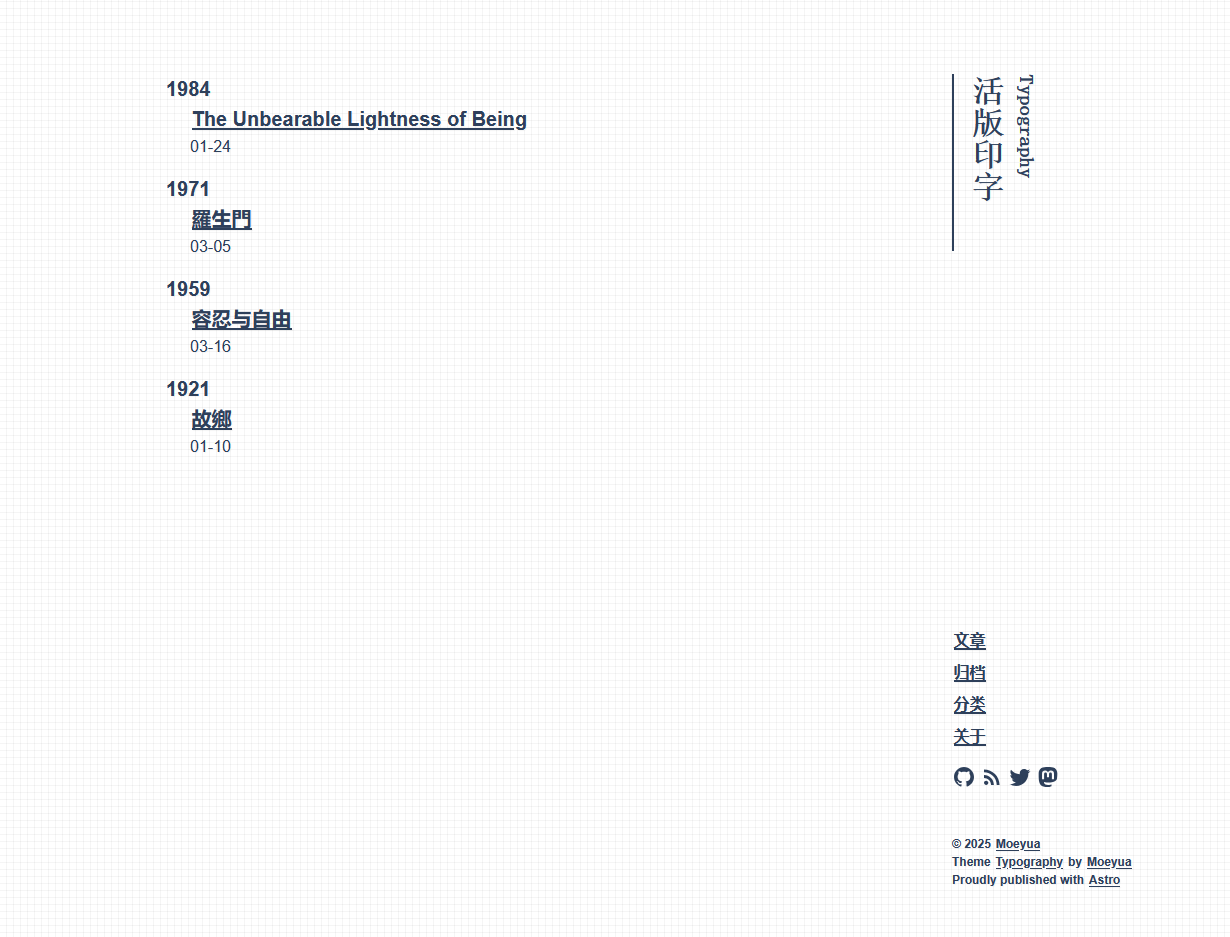 1984
The Unbearable Lightness of Being
01-24
1971
羅生門
03-05
1959
容忍与自由
03-16
1921
故鄉
01-10
Typography
活版印字
文章
归档
分类
关于
© 2025 Moeyua
Theme Typography by Moeyua
Proudly published with Astro